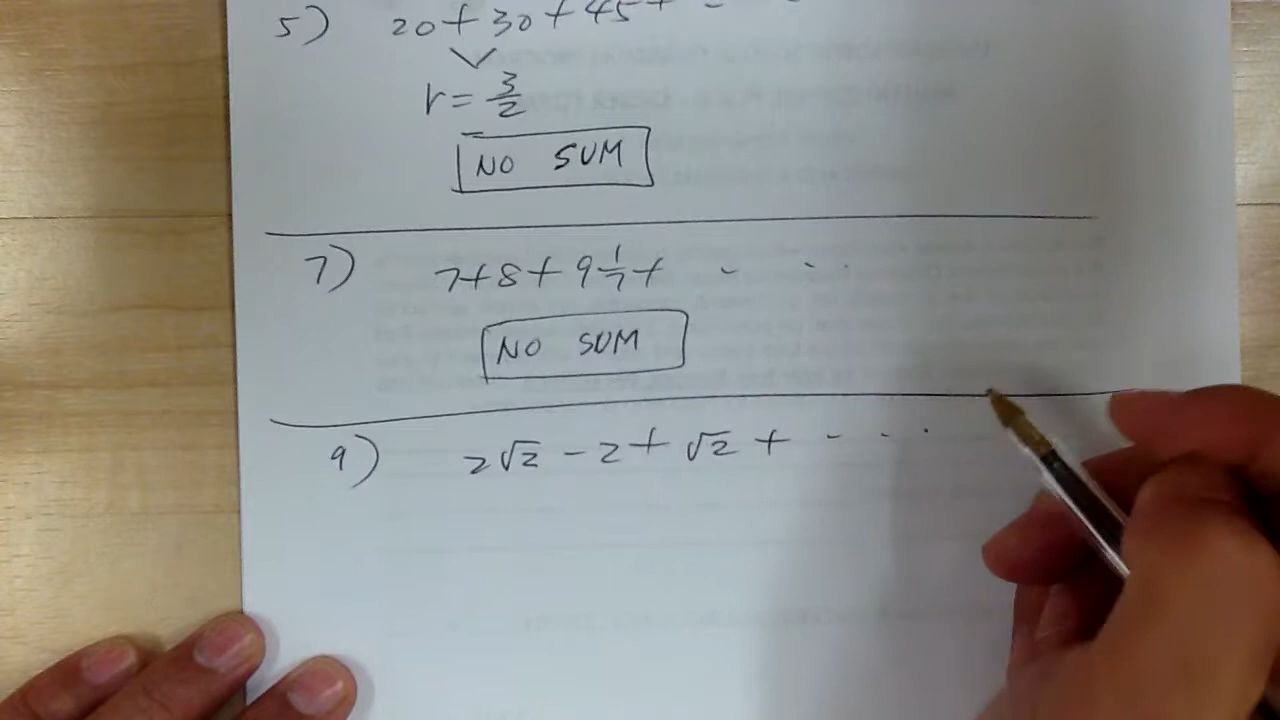 5) 20 + 30 + 45 + - -
r = 3/2
NO SUM
7) 7 + 8 + 9 1/7 + - - .
NO SUM
9) 2√2 - 2 + √2 + - - .